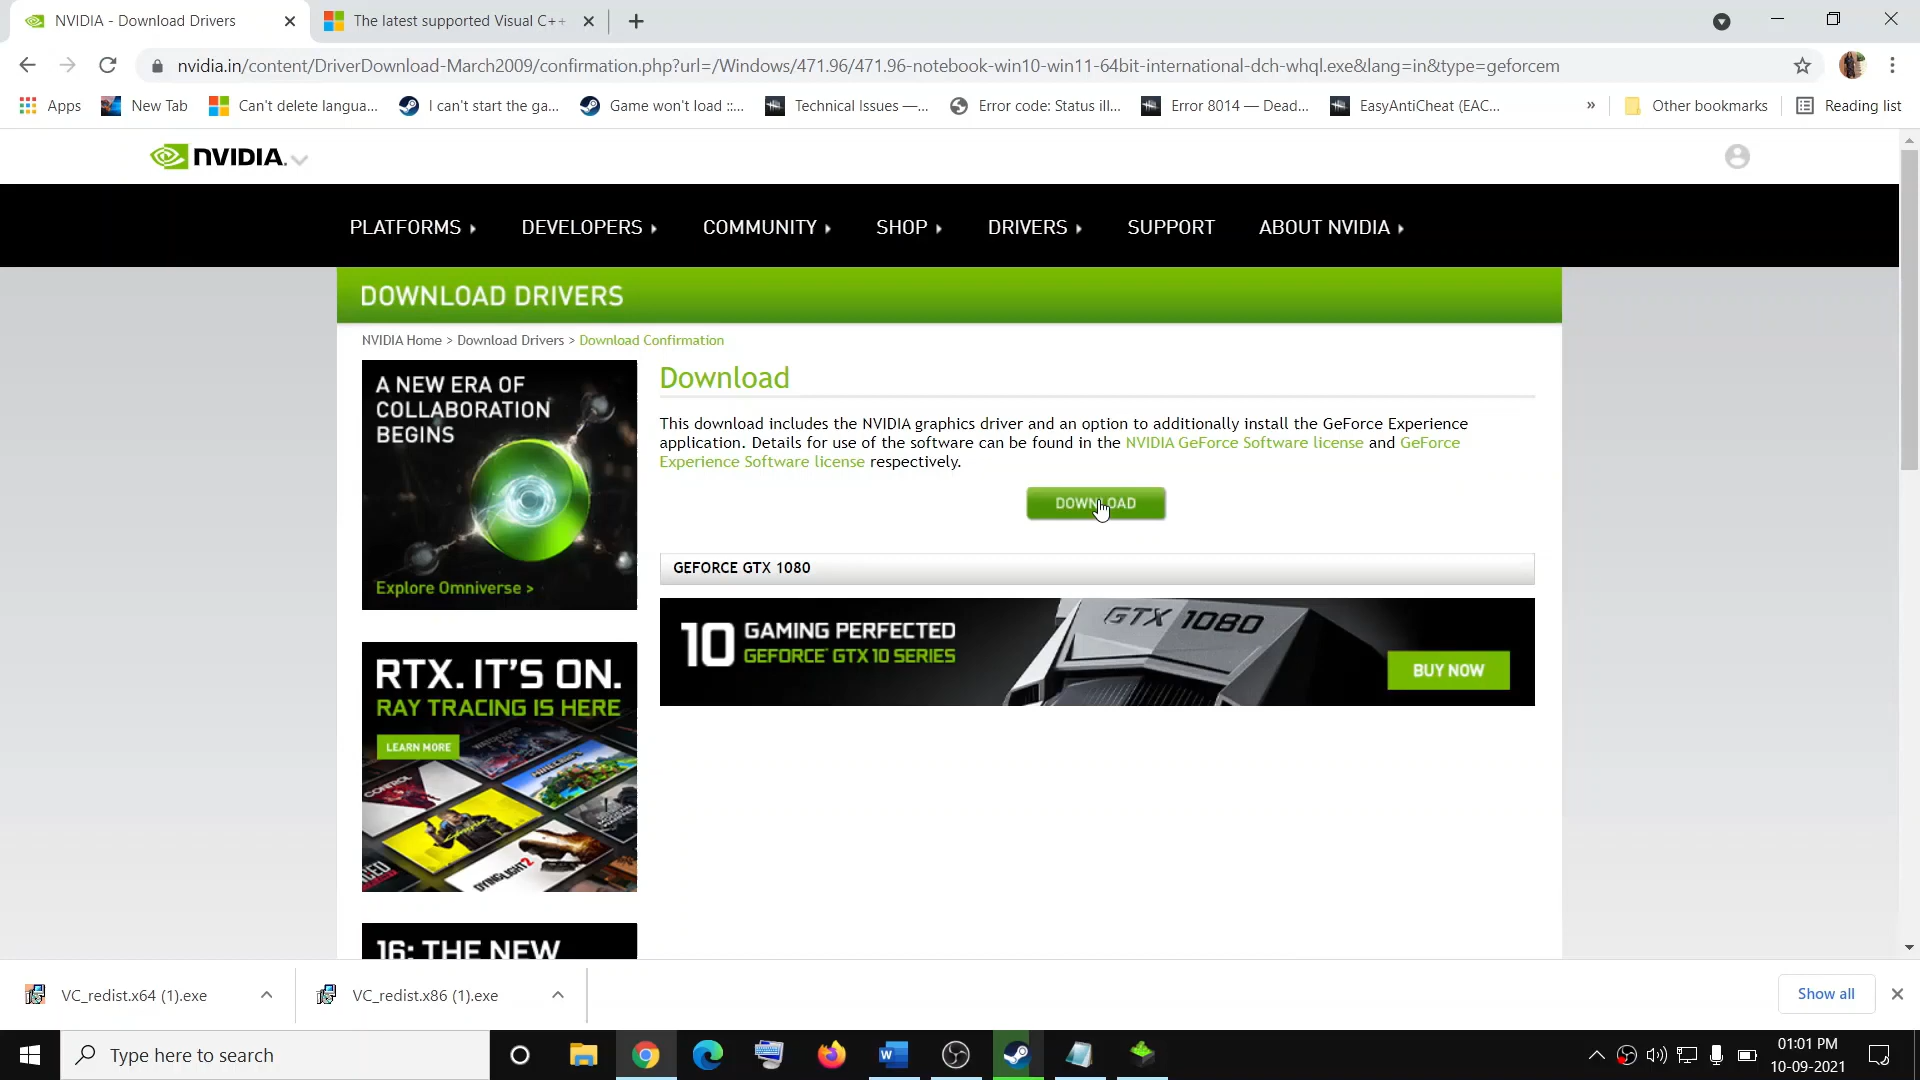 NVIDIA - Download Drivers
The latest supported Visual C++
nvidia.in/content/DriverDownload-March2009/confirmation.php?url=/Windows/471.96/471.96-notebook-win10-win11-64bit-international-dch-whql.exe&lang=in&type=geforcem
Apps
New Tab
Can't delete langua...
I can't start the ga...
Game won't load ::...
Technical Issues —...
Error code: Status ill...
Error 8014 — Dead...
EasyAntiCheat (EAC...
»
Other bookmarks
Reading list
NVIDIA.
PLATFORMS
DEVELOPERS
COMMUNITY
SHOP
DRIVERS
SUPPORT
ABOUT NVIDIA
DOWNLOAD DRIVERS
NVIDIA Home > Download Drivers > Download Confirmation
A NEW ERA OF
COLLABORATION
BEGINS
Explore Omniverse >
Download
This download includes the NVIDIA graphics driver and an option to additionally install the GeForce Experience
application. Details for use of the software can be found in the NVIDIA GeForce Software license and GeForce
Experience Software license respectively.
DOWNLOAD
GEFORCE GTX 1080
10 GAMING PERFECTED
GEFORCE GTX 10 SERIES
GTX 1080
BUY NOW
RTX. IT'S ON.
RAY TRACING IS HERE
LEARN MORE
CONTROL
MINECRAFT
DYING LIGHT 2
16: THE NEW
VC_redist.x64 (1).exe
VC_redist.x86 (1).exe
Show all
Type here to search
01:01 PM
10-09-2021